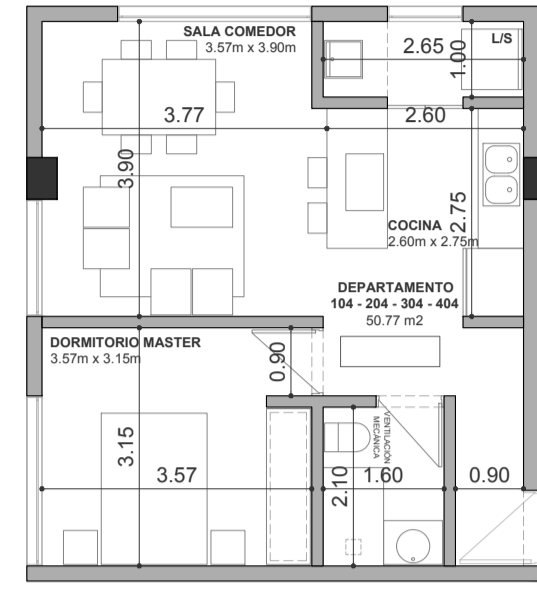 SALA COMEDOR
3.57m x 3.90m
L/S
2.65
1.00
3.77
2.60
3.90
2.75
COCINA
2.60m x 2.75m
DEPARTAMENTO
104 - 204 - 304 - 404
50.77 m2
DORMITORIO MASTER
3.57m x 3.15m
0.90
VENTILACIÓN
MECÁNICA
3.15
3.57
2.10
1.60
0.90